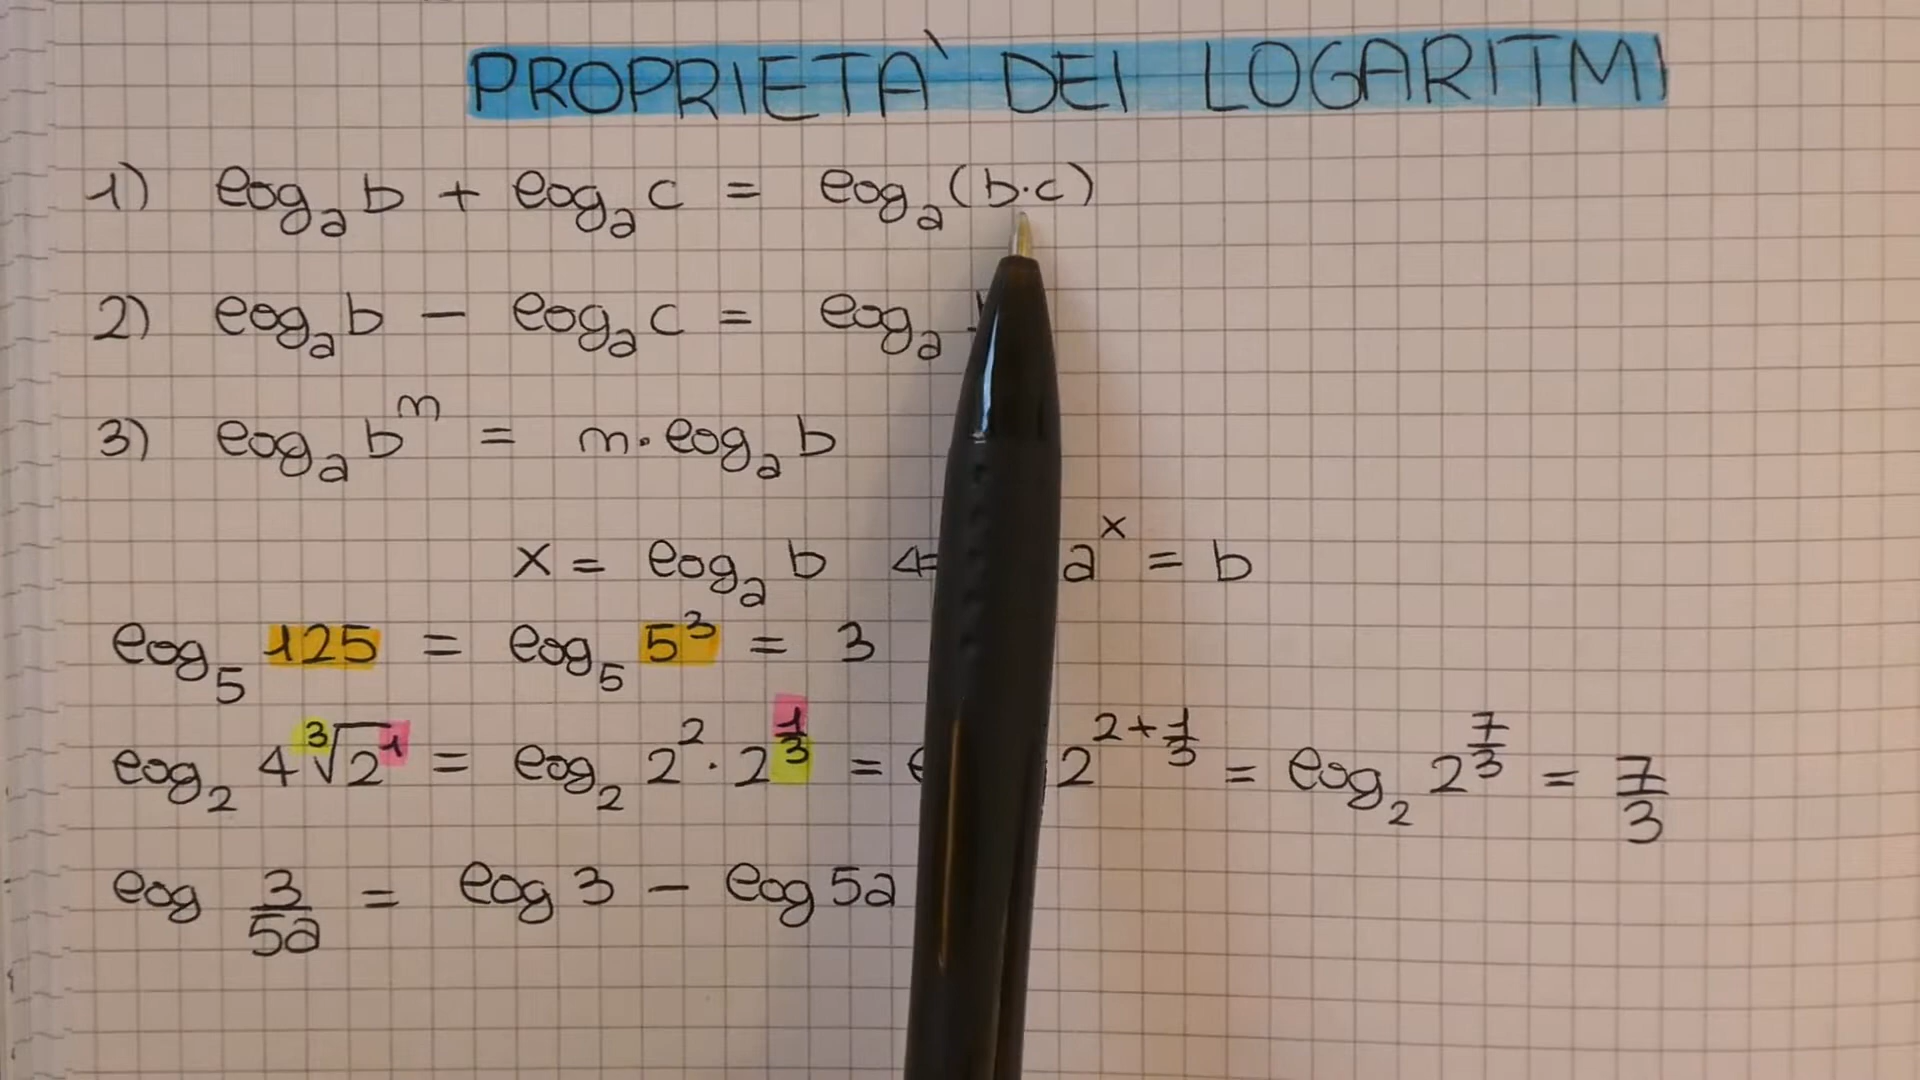 PROPRIETA' DEI LOGARITMI
1) log_a b + log_a c = log_a (b·c)
2) log_a b - log_a c = log_a
3) log_a b^m = m·log_a b
x = log_a b a^x = b
log_5 125 = log_5 5^3 = 3
log_2 4 ∛2^1 = log_2 2^2 · 2^(1/3) = 2^(2+1/3) = log_2 2^(7/3) = 7/3
log 3/5a = log 3 - log 5a